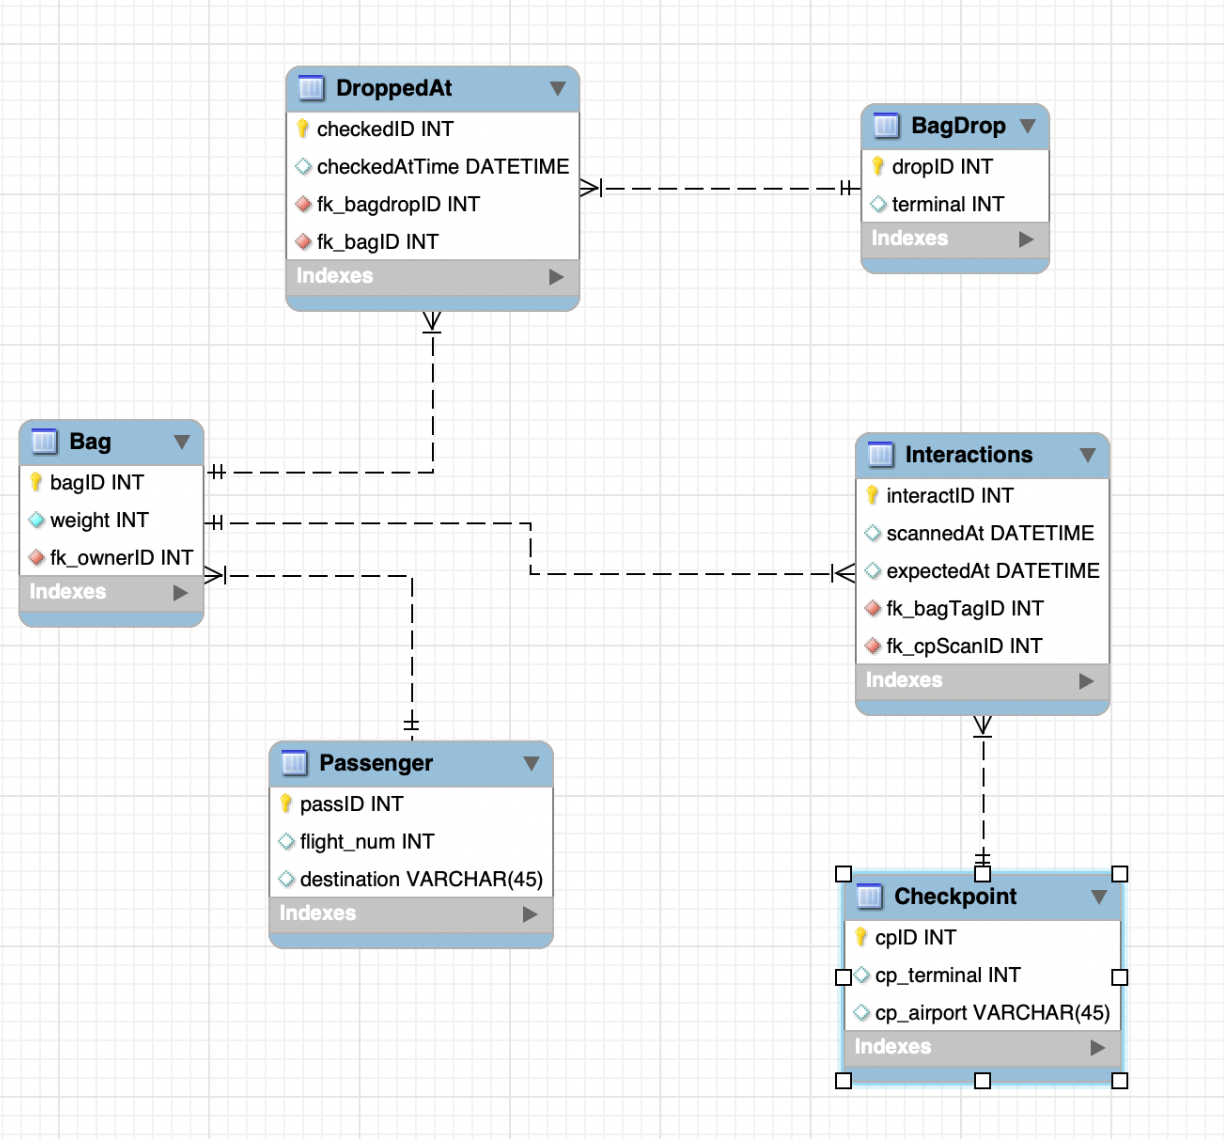 DroppedAt
checkedID INT
checkedAtTime DATETIME
fk_bagdropID INT
fk_bagID INT
Indexes
BagDrop
dropID INT
terminal INT
Indexes
Bag
bagID INT
weight INT
fk_ownerID INT
Indexes
Interactions
interactID INT
scannedAt DATETIME
expectedAt DATETIME
fk_bagTagID INT
fk_cpScanID INT
Indexes
Passenger
passID INT
flight_num INT
destination VARCHAR(45)
Indexes
Checkpoint
cpID INT
cp_terminal INT
cp_airport VARCHAR(45)
Indexes